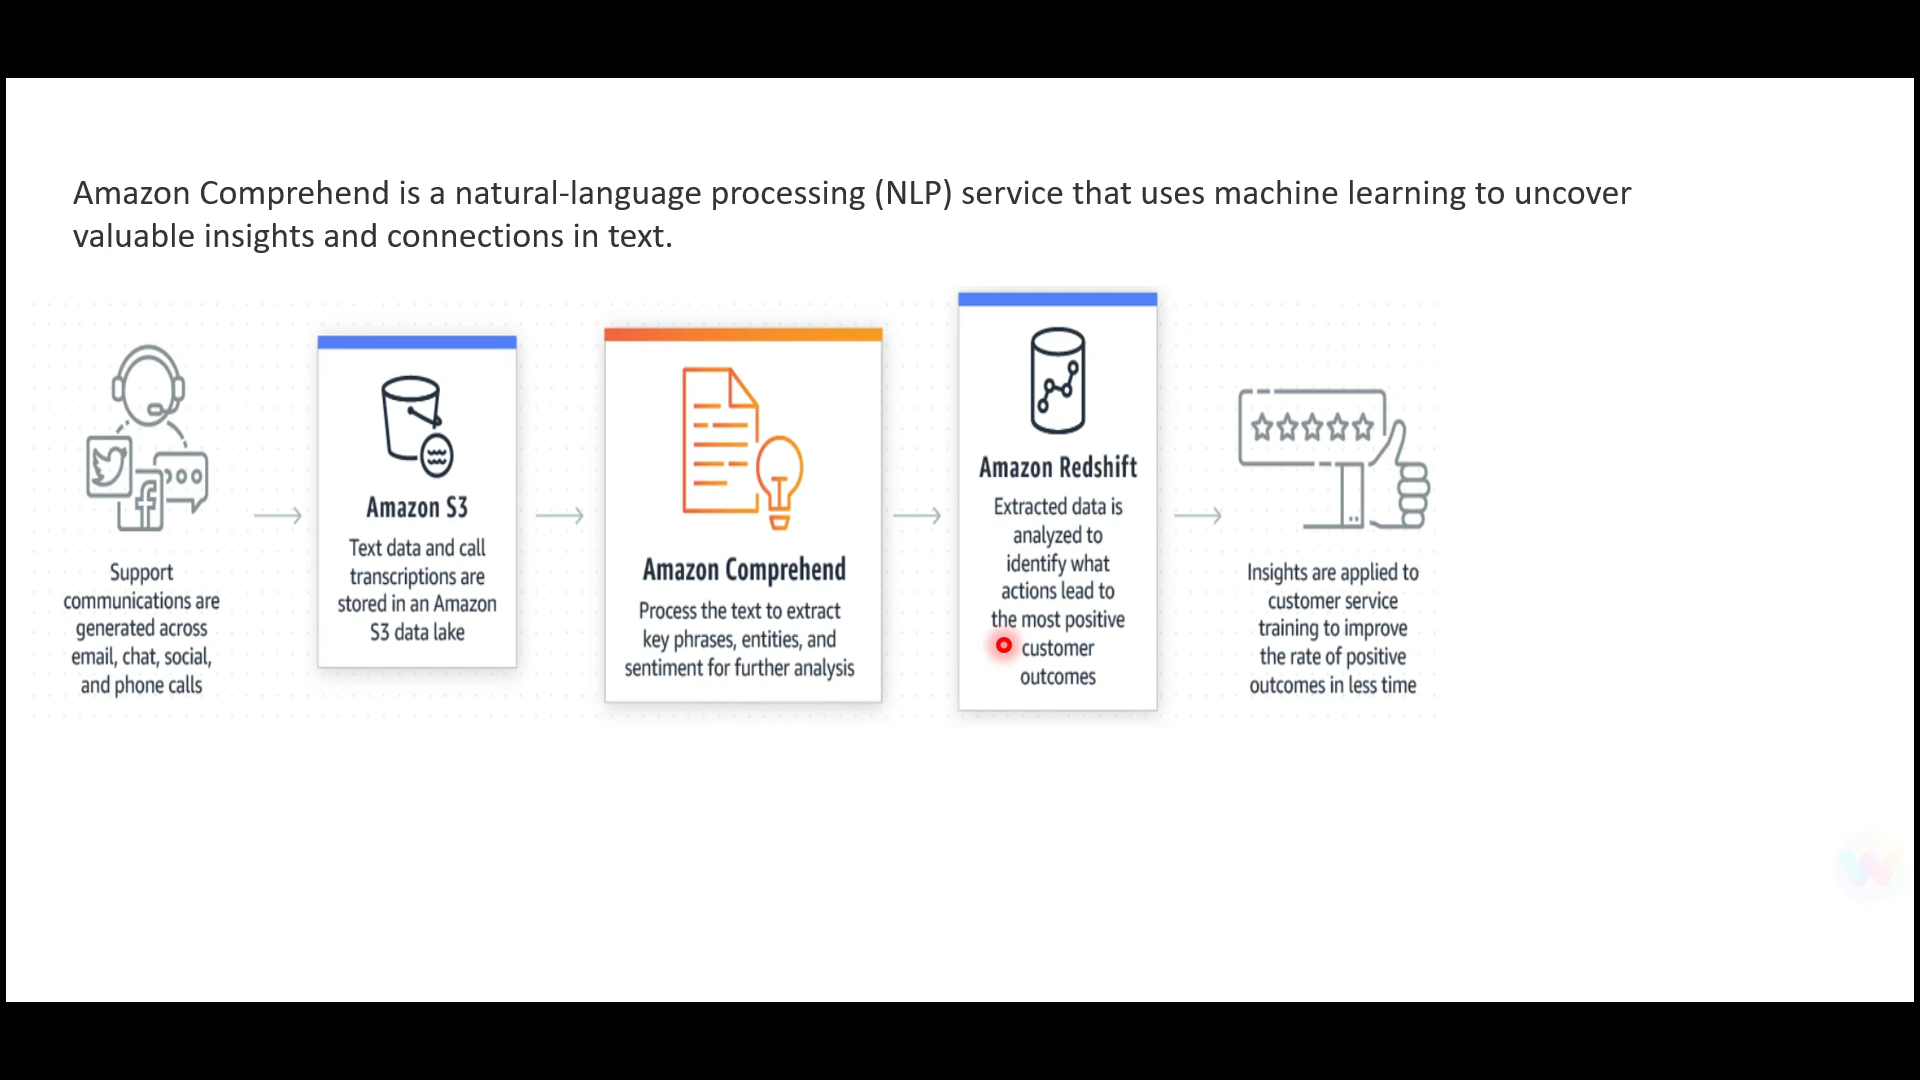 Amazon Comprehend is a natural-language processing (NLP) service that uses machine learning to uncover
valuable insights and connections in text.
Support
communications are
generated across
email, chat, social,
and phone calls
Amazon S3
Text data and call
transcriptions are
stored in an Amazon
S3 data lake
Amazon Comprehend
Process the text to extract
key phrases, entities, and
sentiment for further analysis
Amazon Redshift
Extracted data is
analyzed to
identify what
actions lead to
the most positive
customer
outcomes
Insights are applied to
customer service
training to improve
the rate of positive
outcomes in less time